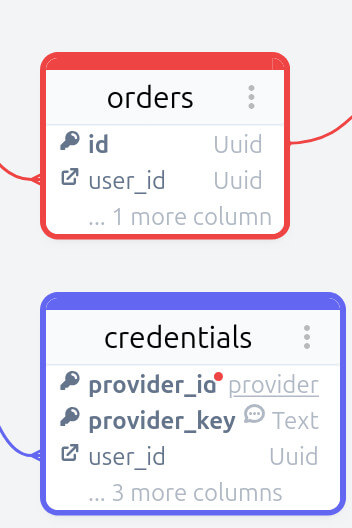 orders
id Uuid
user_id Uuid
... 1 more column
credentials
provider_id provider
provider_key Text
user_id Uuid
... 3 more columns